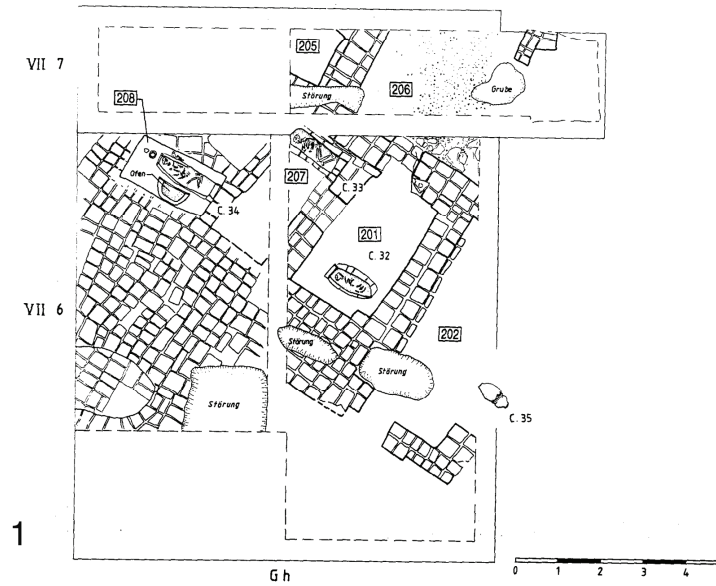 VII 7
205
206
Störung
Grube
208
Ofen
C. 34
207
C. 33
201
C. 32
VII 6
202
Störung
Störung
Störung
C. 35
1
G h
0 1 2 3 4